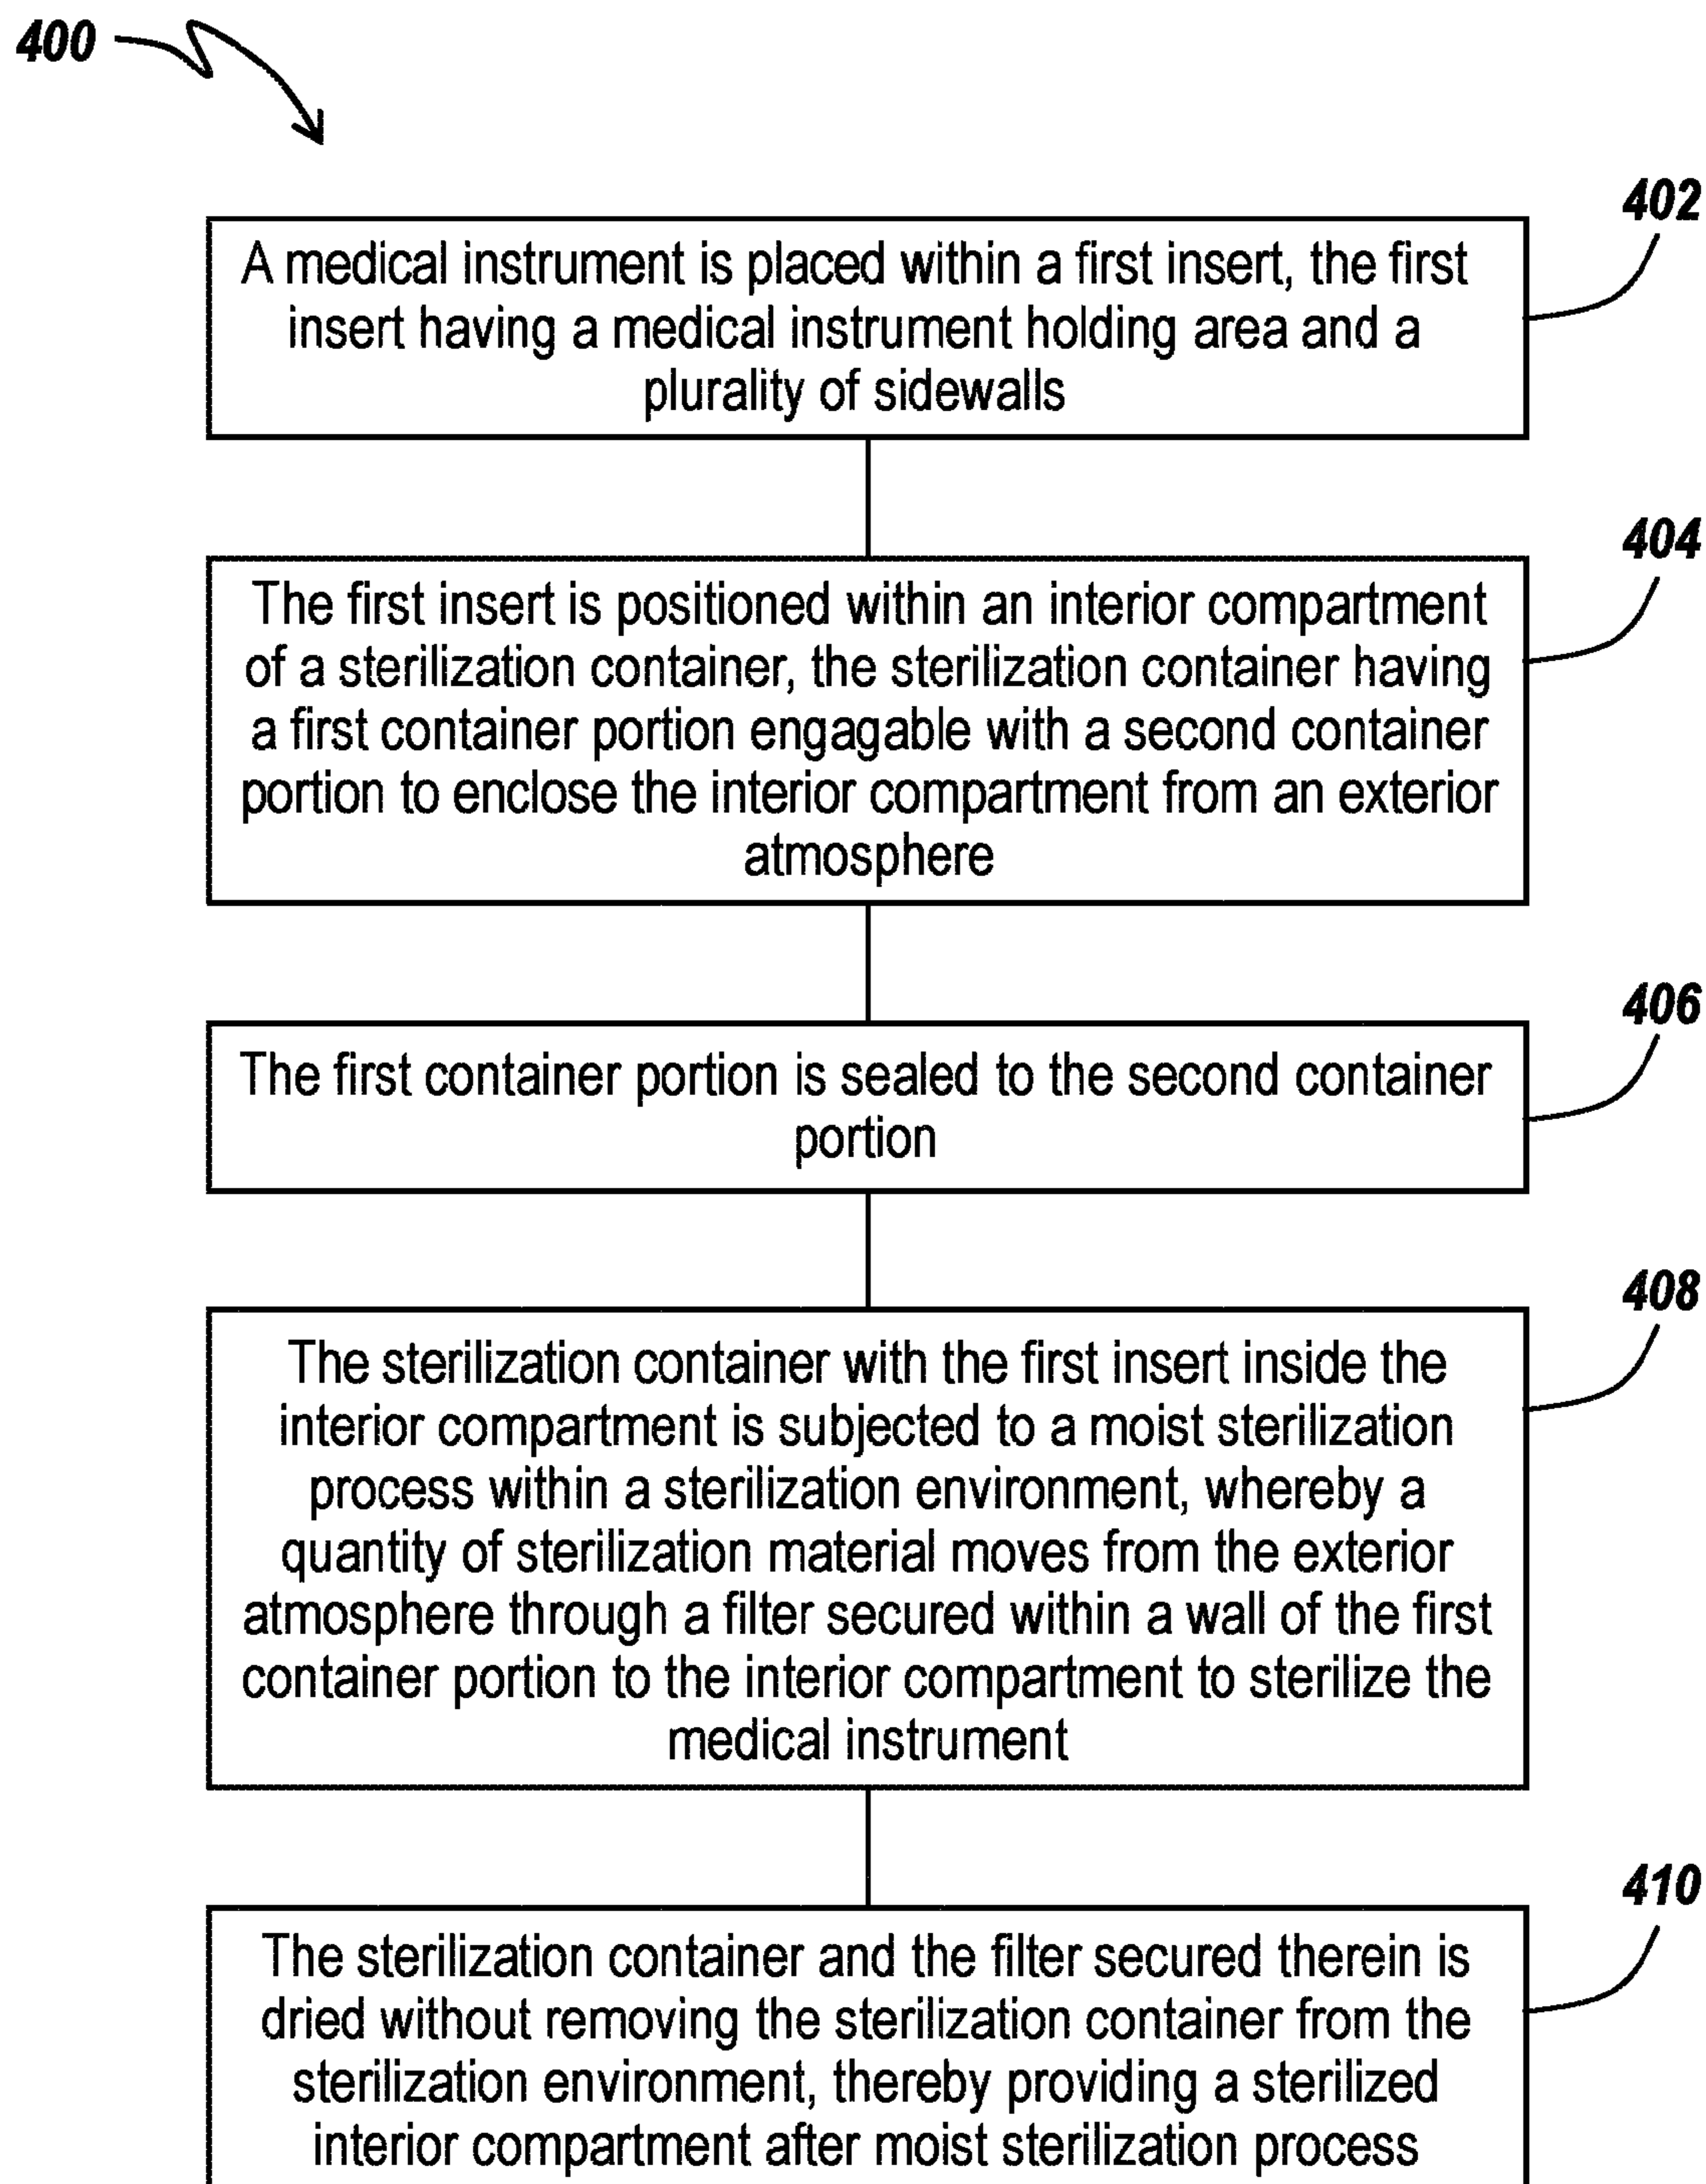 400
402
A medical instrument is placed within a first insert, the first
insert having a medical instrument holding area and a
plurality of sidewalls
404
The first insert is positioned within an interior compartment
of a sterilization container, the sterilization container having
a first container portion engagable with a second container
portion to enclose the interior compartment from an exterior
atmosphere
406
The first container portion is sealed to the second container
portion
408
The sterilization container with the first insert inside the
interior compartment is subjected to a moist sterilization
process within a sterilization environment, whereby a
quantity of sterilization material moves from the exterior
atmosphere through a filter secured within a wall of the first
container portion to the interior compartment to sterilize the
medical instrument
410
The sterilization container and the filter secured therein is
dried without removing the sterilization container from the
sterilization environment, thereby providing a sterilized
interior compartment after moist sterilization process